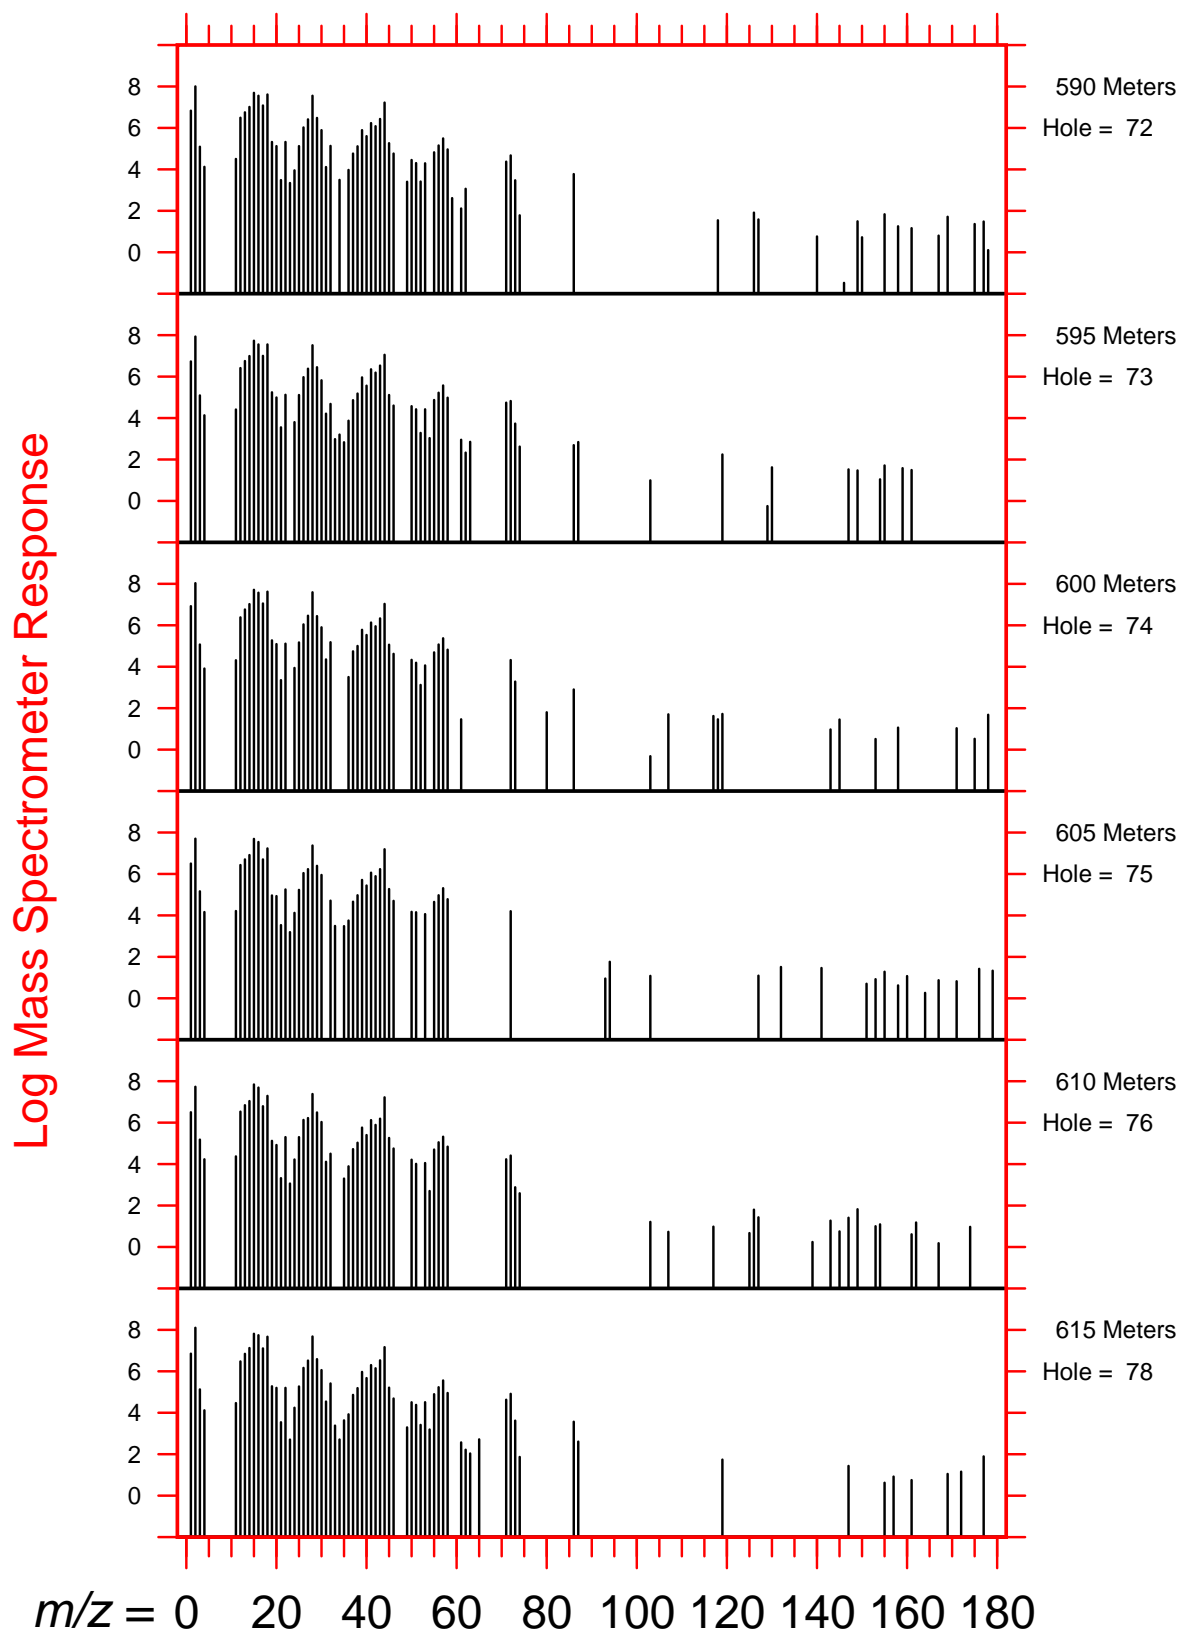 Log Mass Spectrometer Response
8
6
4
2
0
590 Meters
Hole = 72
8
6
4
2
0
595 Meters
Hole = 73
8
6
4
2
0
600 Meters
Hole = 74
8
6
4
2
0
605 Meters
Hole = 75
8
6
4
2
0
610 Meters
Hole = 76
8
6
4
2
0
615 Meters
Hole = 78
m/z = 0 20 40 60 80 100 120 140 160 180